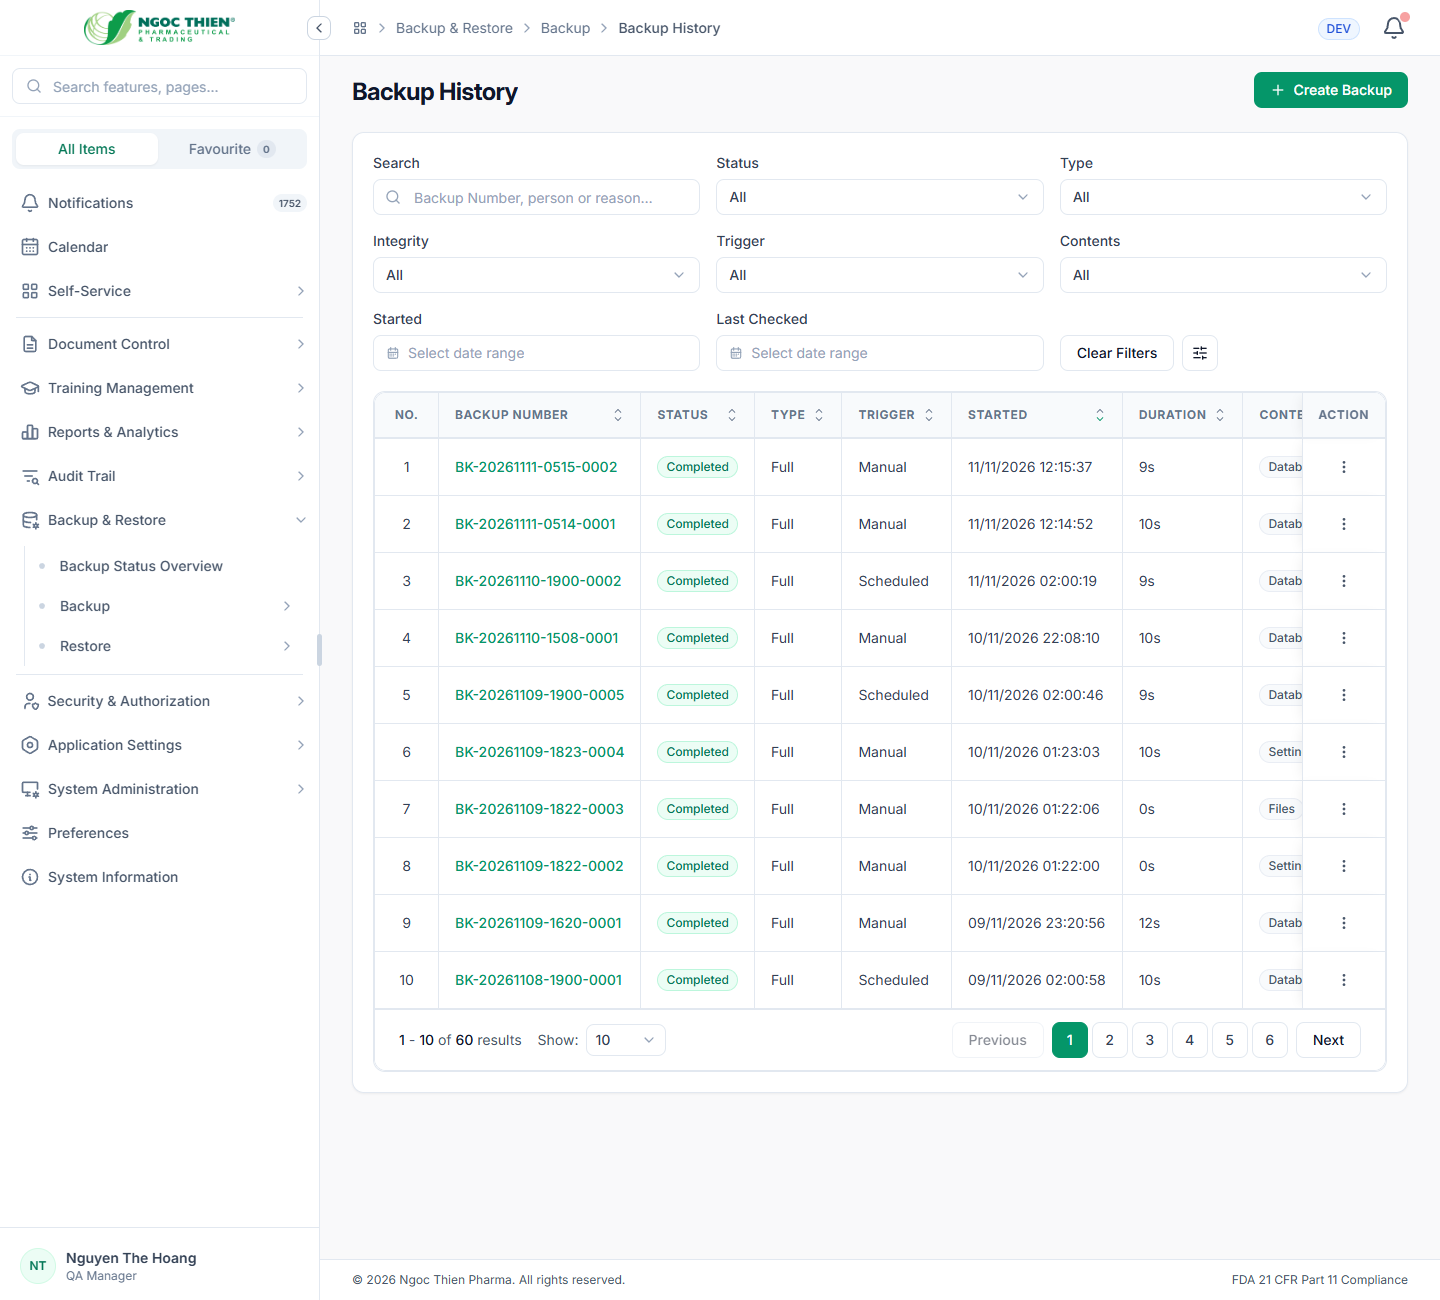 NGOC THIEN®
PHARMACEUTICAL
& TRADING
Search features, pages...
All Items
Favourite 0
Notifications 1752
Calendar
Self-Service
Document Control
Training Management
Reports & Analytics
Audit Trail
Backup & Restore
Backup Status Overview
Backup
Restore
Security & Authorization
Application Settings
System Administration
Preferences
System Information
NT
Nguyen The Hoang
QA Manager
Backup & Restore > Backup > Backup History
DEV
Backup History
+ Create Backup
Search Status Type
Backup Number, person or reason... All All
Integrity Trigger Contents
All All All
Started Last Checked
Select date range Select date range Clear Filters
NO. BACKUP NUMBER STATUS TYPE TRIGGER STARTED DURATION CONTE ACTION
1 BK-20261111-0515-0002 Completed Full Manual 11/11/2026 12:15:37 9s Datab
2 BK-20261111-0514-0001 Completed Full Manual 11/11/2026 12:14:52 10s Datab
3 BK-20261110-1900-0002 Completed Full Scheduled 11/11/2026 02:00:19 9s Datab
4 BK-20261110-1508-0001 Completed Full Manual 10/11/2026 22:08:10 10s Datab
5 BK-20261109-1900-0005 Completed Full Scheduled 10/11/2026 02:00:46 9s Datab
6 BK-20261109-1823-0004 Completed Full Manual 10/11/2026 01:23:03 10s Settin
7 BK-20261109-1822-0003 Completed Full Manual 10/11/2026 01:22:06 0s Files
8 BK-20261109-1822-0002 Completed Full Manual 10/11/2026 01:22:00 0s Settin
9 BK-20261109-1620-0001 Completed Full Manual 09/11/2026 23:20:56 12s Datab
10 BK-20261108-1900-0001 Completed Full Scheduled 09/11/2026 02:00:58 10s Datab
1 - 10 of 60 results Show: 10 Previous 1 2 3 4 5 6 Next
© 2026 Ngoc Thien Pharma. All rights reserved.
FDA 21 CFR Part 11 Compliance